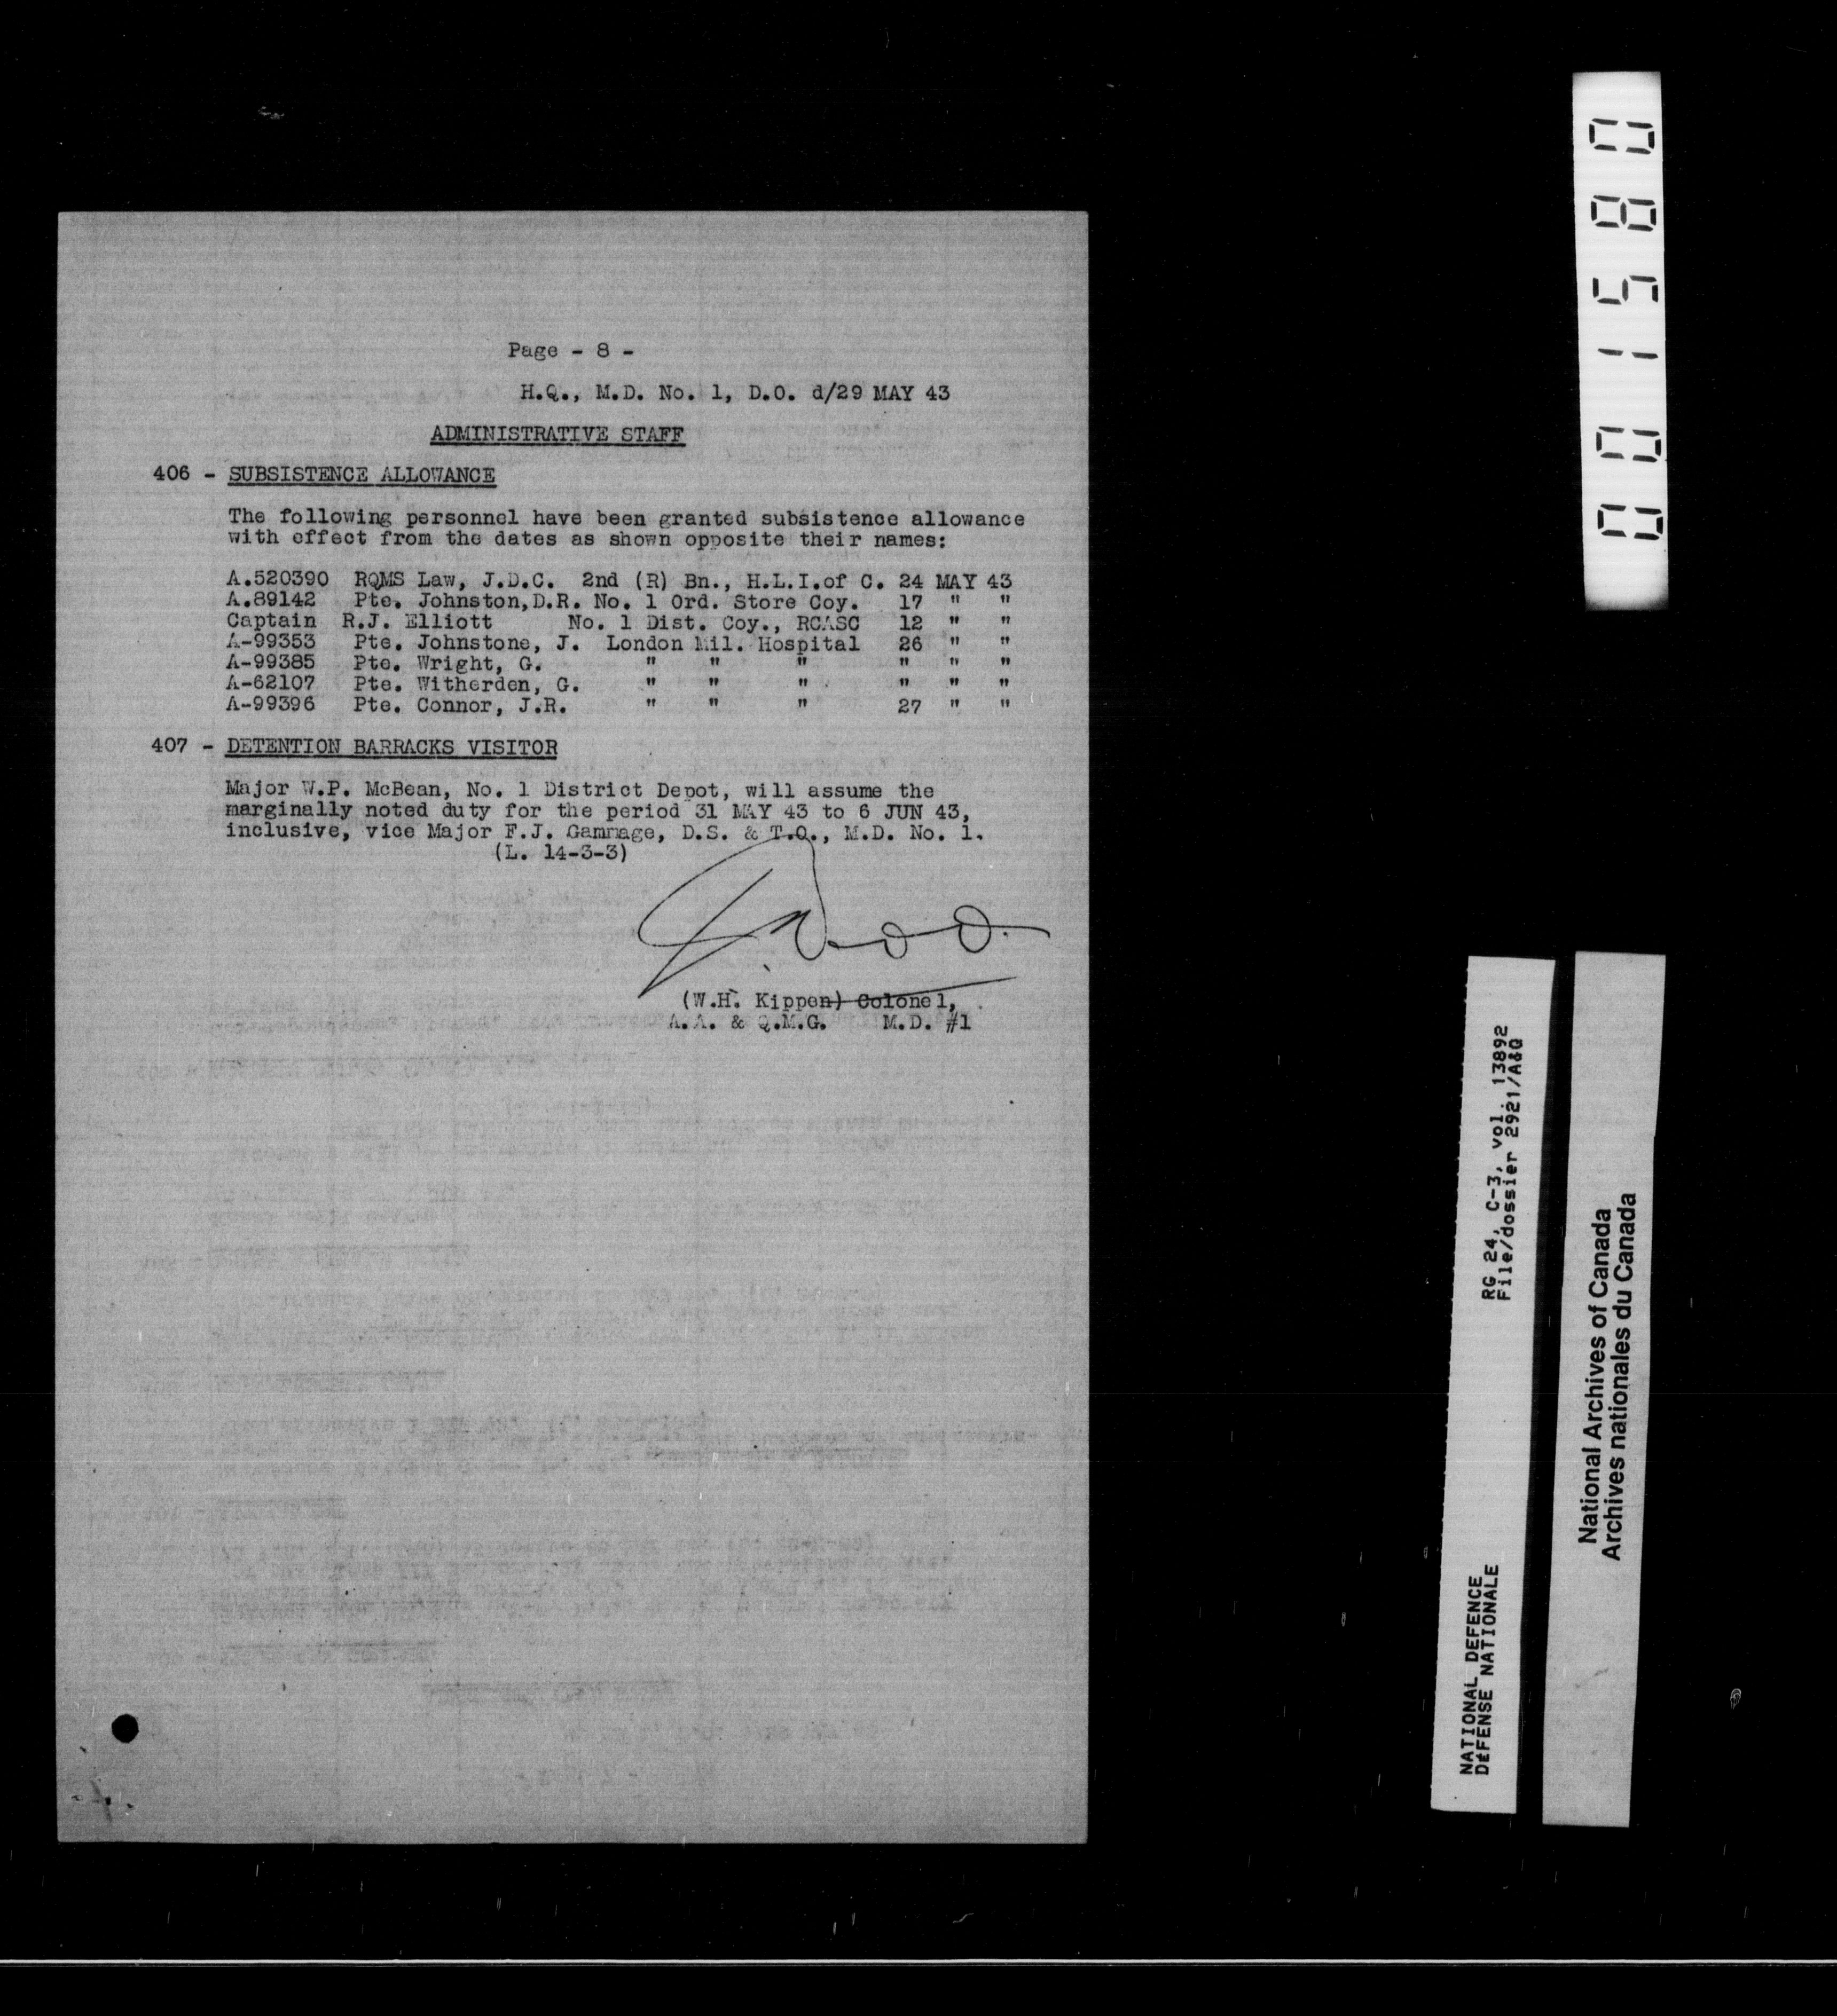 Page - 8 -
H.Q., M.D. No. 1, D.O. d/29 MAY 43
ADMINISTRATIVE STAFF
406 - SUBSISTENCE ALLOWANCE
The following personnel have been granted subsistence allowance
with effect from the dates as shown opposite their names:
A.520390 RQMS Law, J.D.C. 2nd (R) Bn., H.L.I.of C. 24 MAY 43
A.89142 Pte. Johnston,D.R. No. 1 Ord. Store Coy. 17 " "
Captain R.J. Elliott No. 1 Dist. Coy., RCASC 12 " "
A-99353 Pte. Johnstone, J. London Mil. Hospital 26 " "
A-99385 Pte. Wright, G. " " " " " "
A-62107 Pte. Witherden, G. " " " " " "
A-99396 Pte. Connor, J.R. " " " 27 " "
407 - DETENTION BARRACKS VISITOR
Major W.P. McBean, No. 1 District Depot, will assume the
marginally noted duty for the period 31 MAY 43 to 6 JUN 43,
inclusive, vice Major F.J. Gammage, D.S. & T.O., M.D. No. 1.
(L. 14-3-3)
(W.H. Kippen) Colonel,
A.A. & Q.M.G. M.D. #1
0001580
RG 24, C-3, vol. 13892
File/dossier 2921/A&Q
NATIONAL DEFENCE
DÉFENSE NATIONALE
National Archives of Canada
Archives nationales du Canada